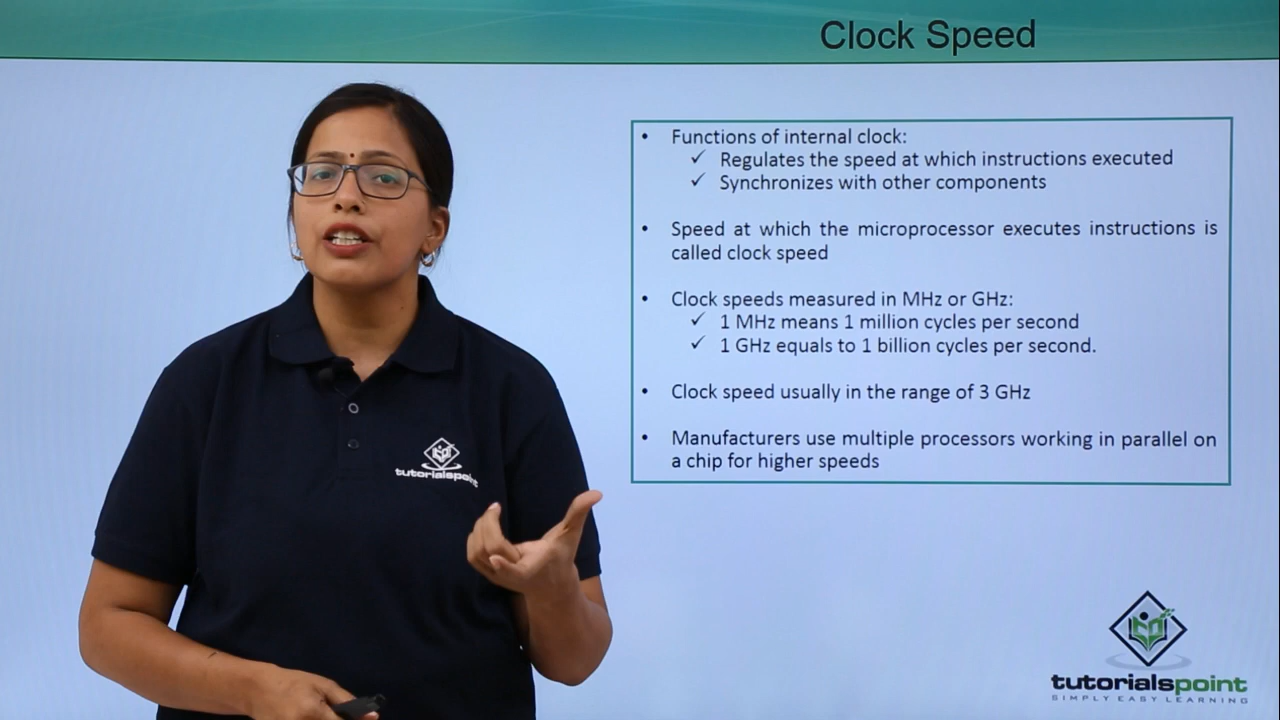 Clock Speed
• Functions of internal clock:
✓ Regulates the speed at which instructions executed
✓ Synchronizes with other components
• Speed at which the microprocessor executes instructions is
called clock speed
• Clock speeds measured in MHz or GHz:
✓ 1 MHz means 1 million cycles per second
✓ 1 GHz equals to 1 billion cycles per second.
• Clock speed usually in the range of 3 GHz
• Manufacturers use multiple processors working in parallel on
a chip for higher speeds
tutorialspoint
tutorialspoint
SIMPLY EASY LEARNING